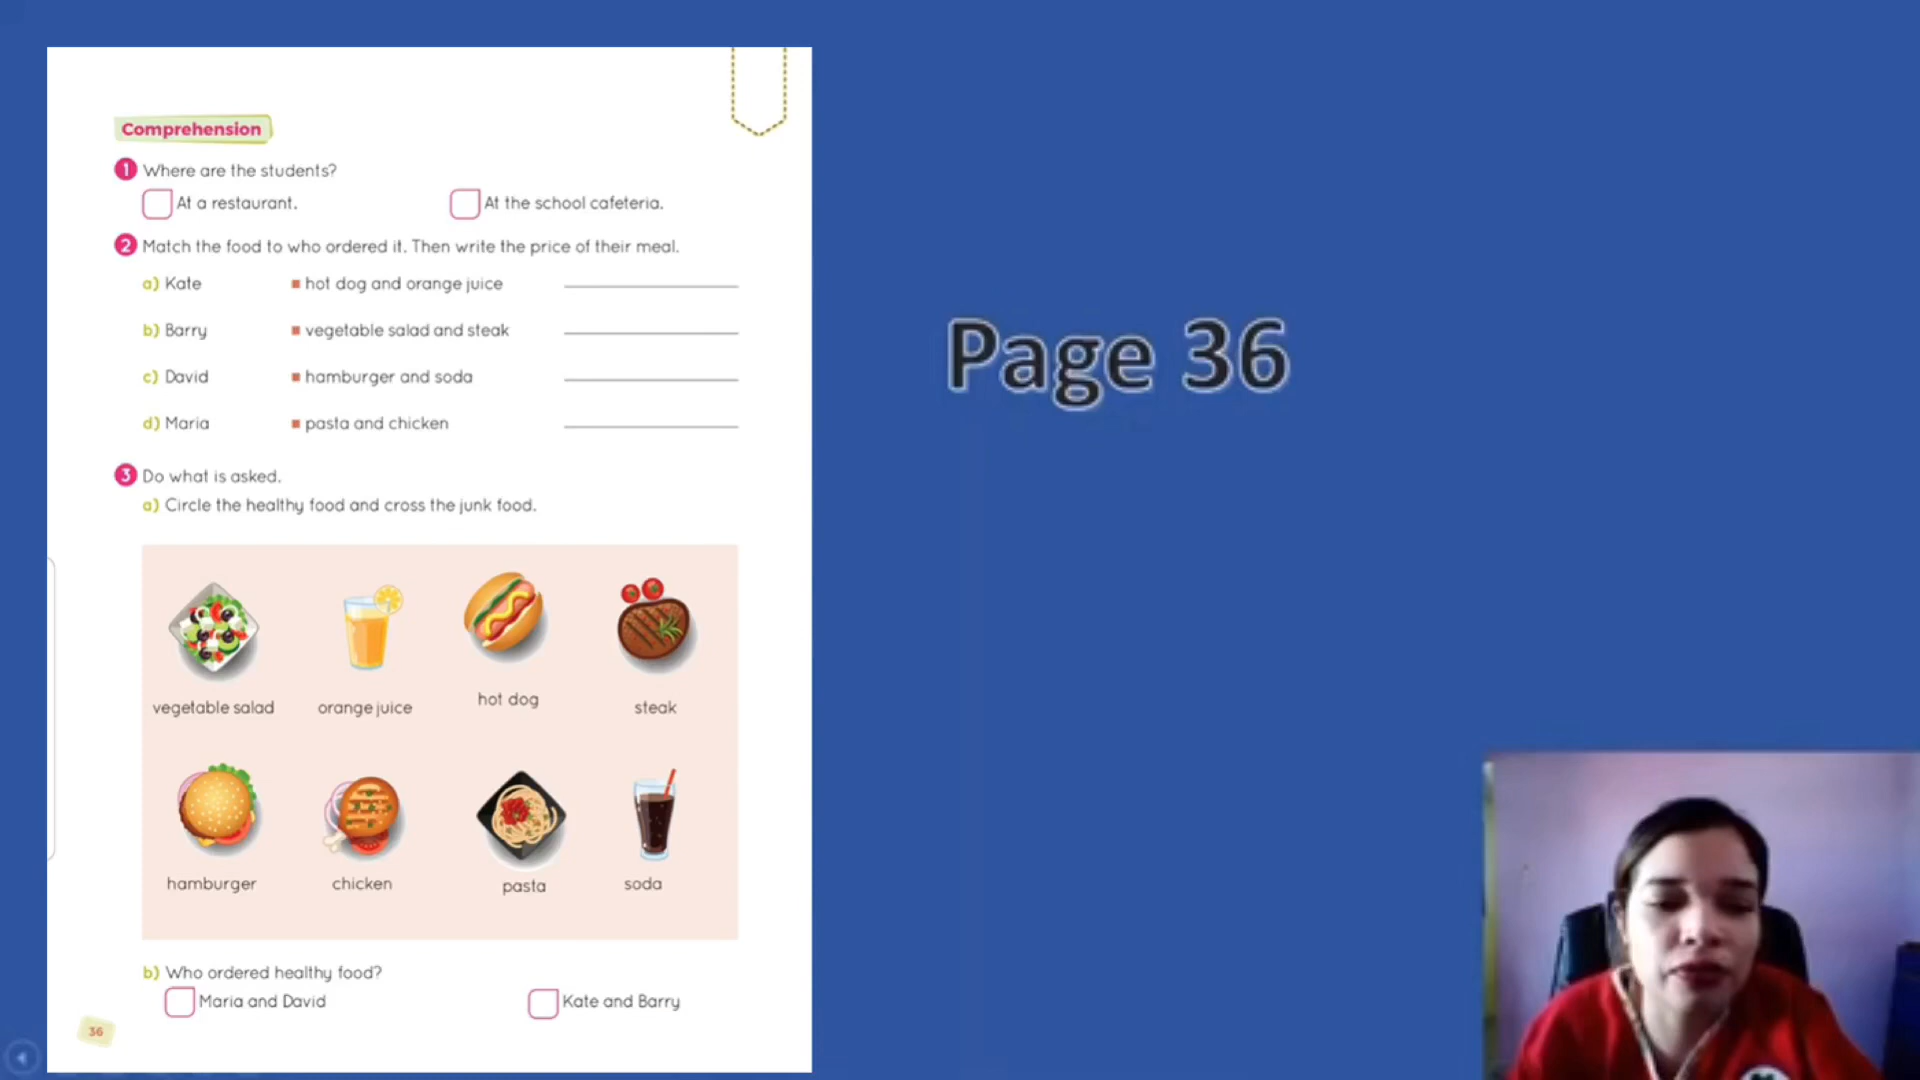 Comprehension
1 Where are the students?
At a restaurant. At the school cafeteria.
2 Match the food to who ordered it. Then write the price of their meal.
a) Kate hot dog and orange juice
b) Barry vegetable salad and steak
c) David hamburger and soda
d) Maria pasta and chicken
3 Do what is asked.
a) Circle the healthy food and cross the junk food.
vegetable salad orange juice hot dog steak
hamburger chicken pasta soda
b) Who ordered healthy food?
Maria and David Kate and Barry
36
Page 36